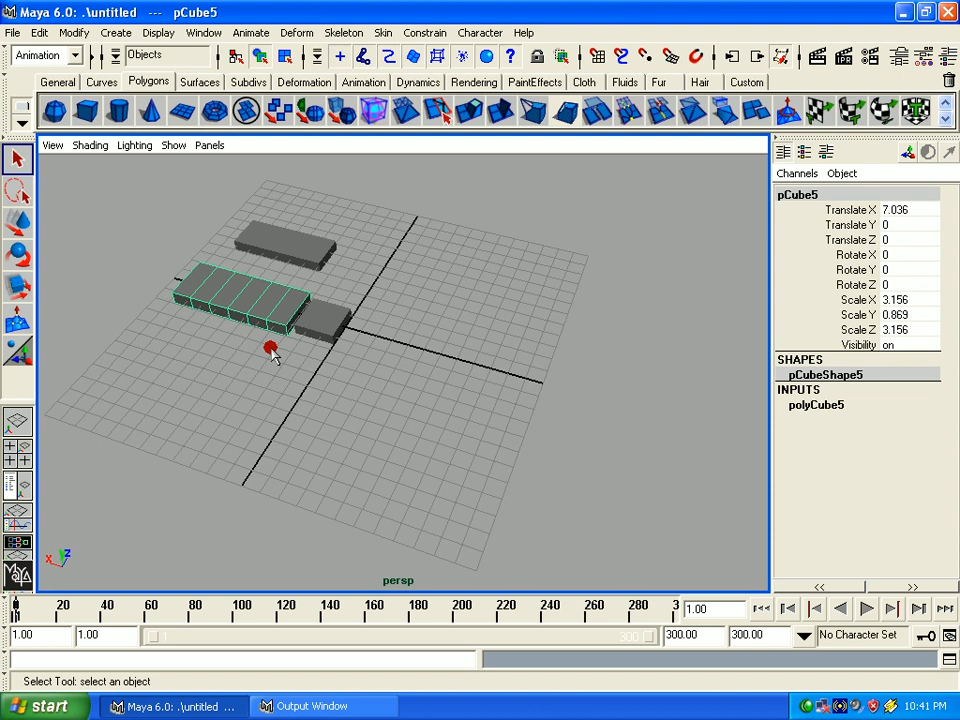 Maya 6.0: .\untitled --- pCube5
File Edit Modify Create Display Window Animate Deform Skeleton Skin Constrain Character Help
Animation Objects
General Curves Polygons Surfaces Subdivs Deformation Animation Dynamics Rendering PaintEffects Cloth Fluids Fur Hair Custom
View Shading Lighting Show Panels
Channels Object
pCube5
Translate X 7.036
Translate Y 0
Translate Z 0
Rotate X 0
Rotate Y 0
Rotate Z 0
Scale X 3.156
Scale Y 0.869
Scale Z 3.156
Visibility on
SHAPES
pCubeShape5
INPUTS
polyCube5
persp
<< >>
20 40 60 80 100 120 140 160 180 200 220 240 260 280 3 1.00
1.00 1.00 1 300.00 300.00 300.00 No Character Set
Select Tool: select an object
start Maya 6.0: .\untitled ... Output Window 10:41 PM